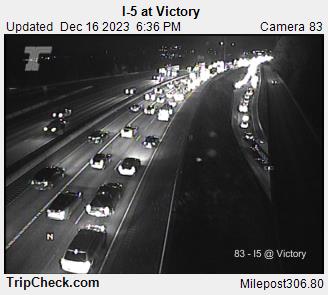 I-5 at Victory
Updated Dec 16 2023 6:36 PM Camera 83
T
N
83 - I5 @ Victory
TripCheck.com Milepost306.80